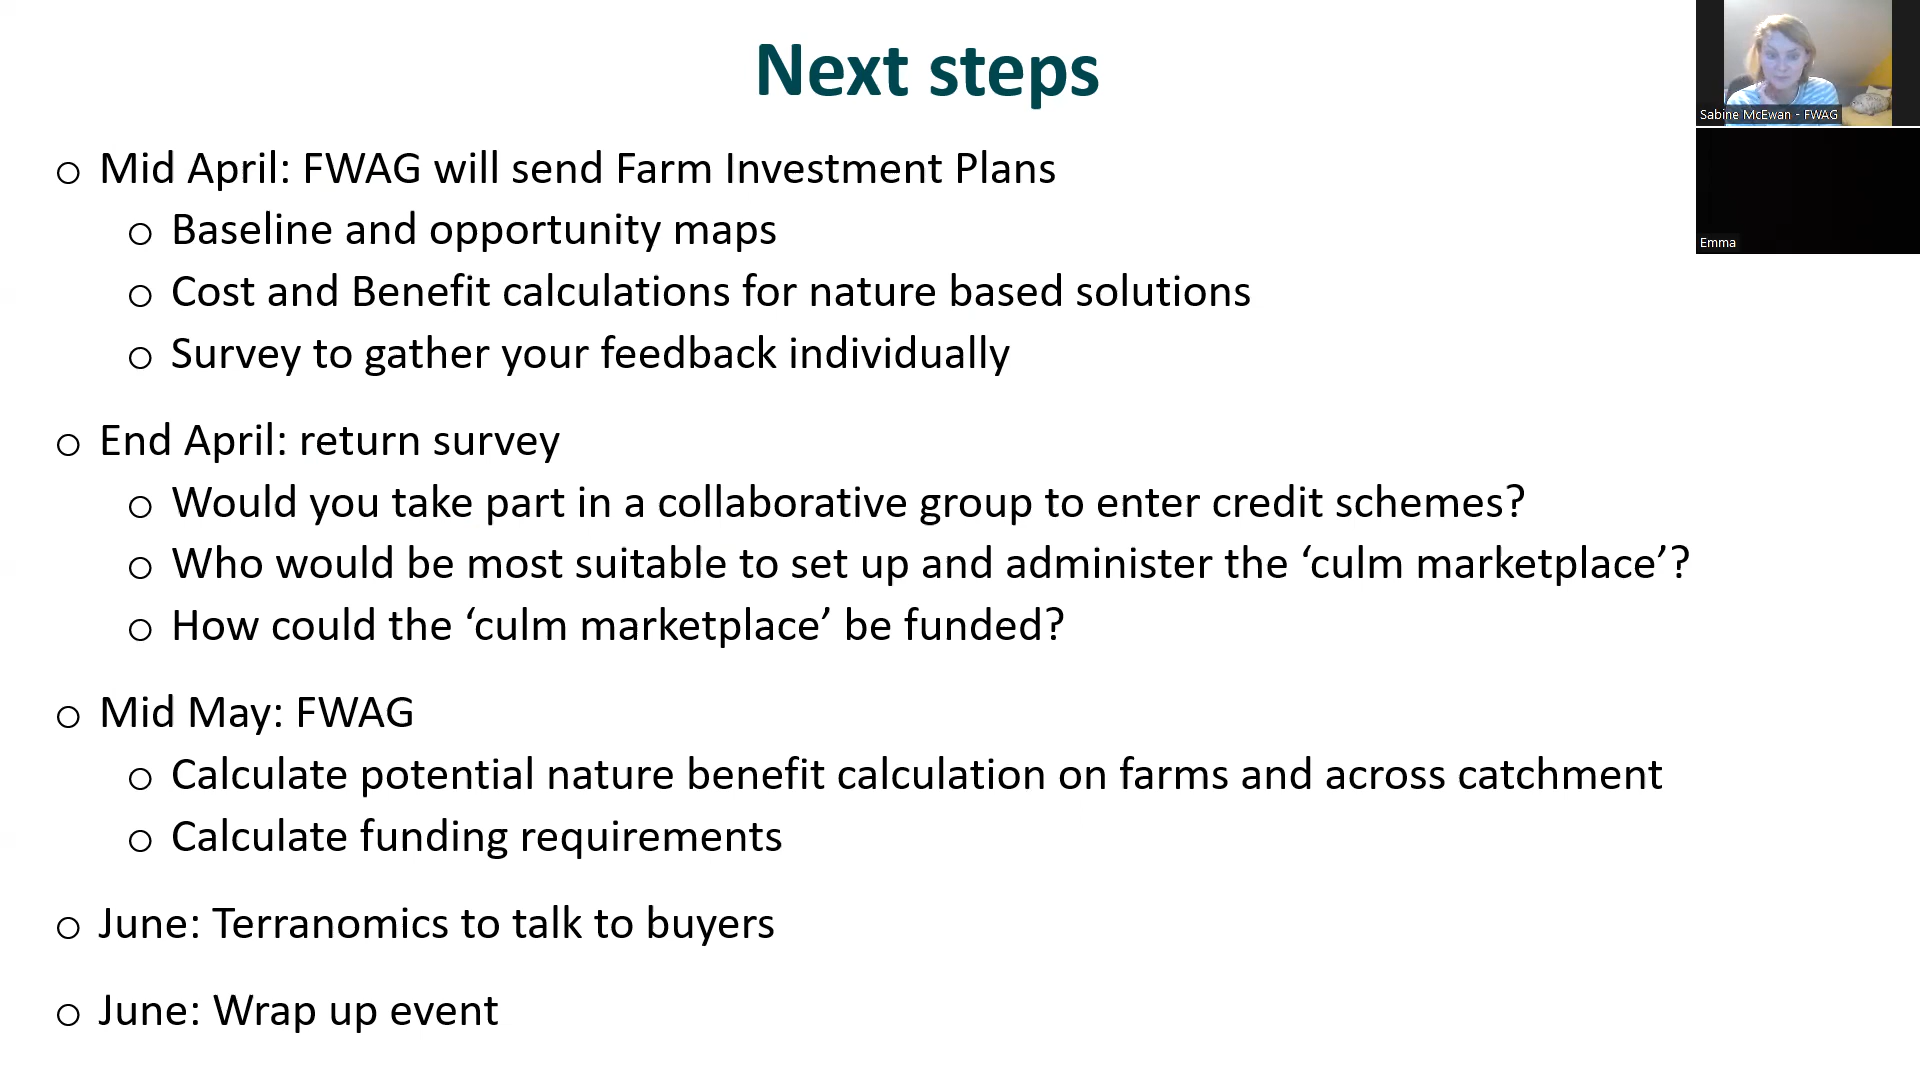 Next steps
Sabine McEwan - FWAG
Emma
o Mid April: FWAG will send Farm Investment Plans
o Baseline and opportunity maps
o Cost and Benefit calculations for nature based solutions
o Survey to gather your feedback individually
o End April: return survey
o Would you take part in a collaborative group to enter credit schemes?
o Who would be most suitable to set up and administer the ‘culm marketplace’?
o How could the ‘culm marketplace’ be funded?
o Mid May: FWAG
o Calculate potential nature benefit calculation on farms and across catchment
o Calculate funding requirements
o June: Terranomics to talk to buyers
o June: Wrap up event